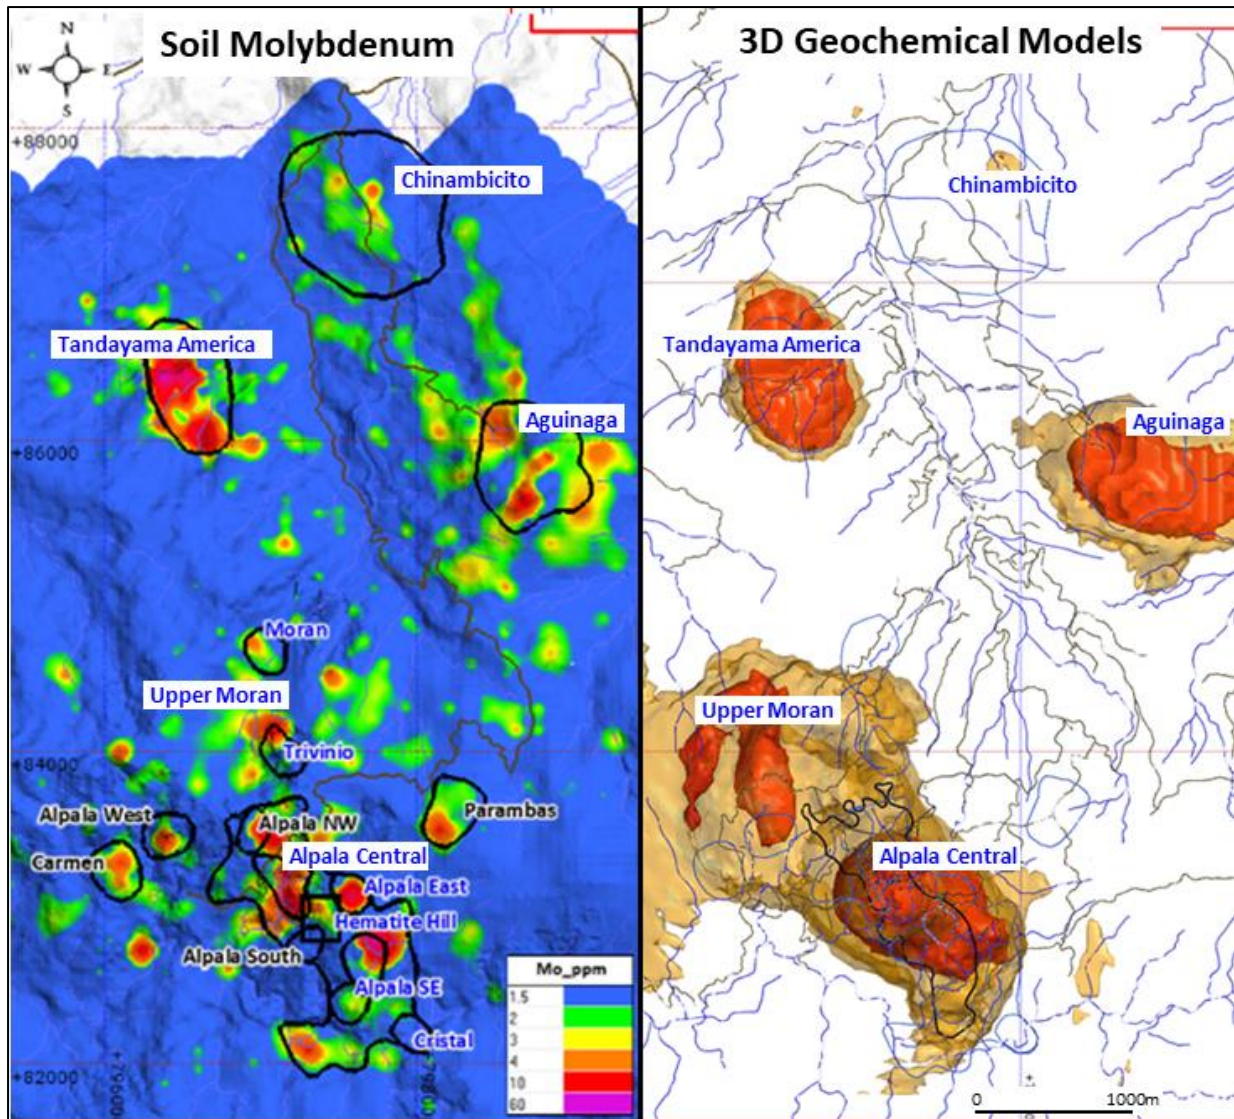 Soil Molybdenum
N
W
E
S
+88000
Chinambicito
Tandayama America
Aguinaga
+86000
Moran
Upper Moran
Trivinio
+84000
Alpala West
Alpala NW
Parambas
Carmen
Alpala Central
Alpala East
Hematite Hill
Alpala South
Alpala SE
Cristal
+82000
+79600
Mo_ppm
1.5
2
3
4
10
60
3D Geochemical Models
Chinambicito
Tandayama America
Aguinaga
Upper Moran
Alpala Central
0
1000m